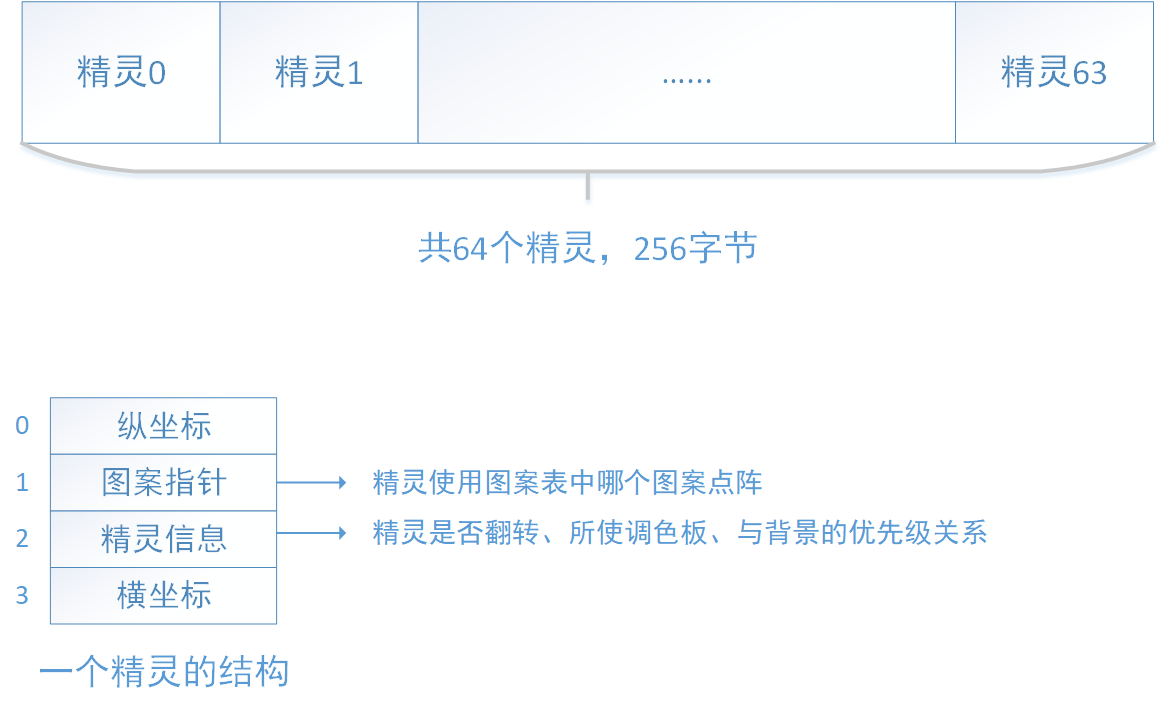 精灵0 精灵1 …… 精灵63
共64个精灵，256字节
0 纵坐标
1 图案指针 精灵使用图案表中哪个图案点阵
2 精灵信息 精灵是否翻转、所使调色板、与背景的优先级关系
3 横坐标
一个精灵的结构